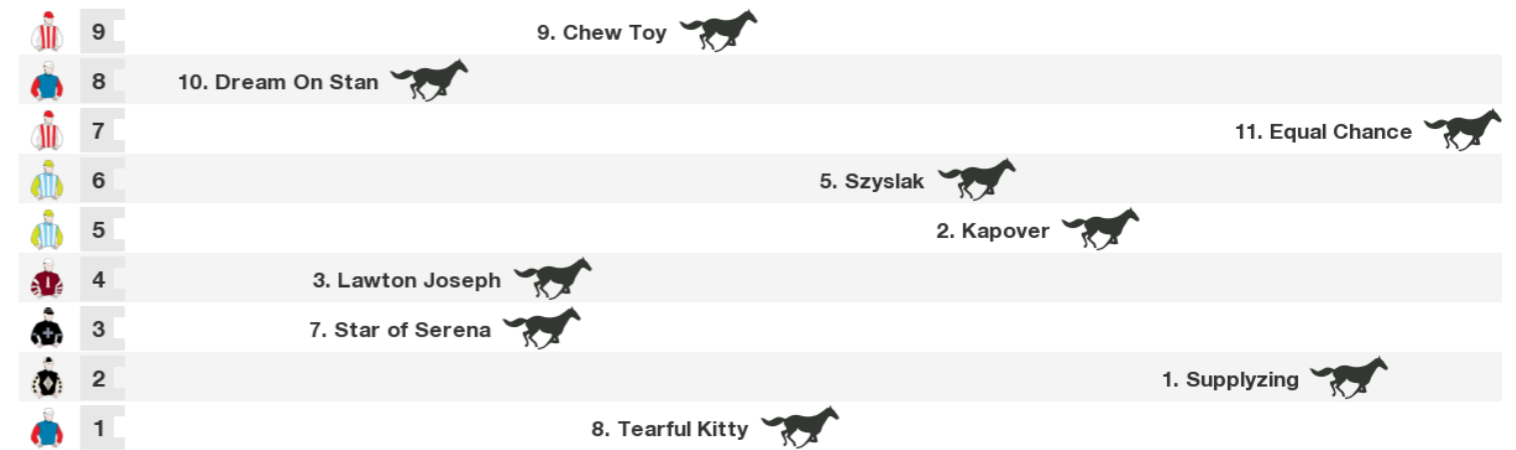 9 9. Chew Toy
8 10. Dream On Stan
7 11. Equal Chance
6 5. Szyslak
5 2. Kapover
4 3. Lawton Joseph
3 7. Star of Serena
2 1. Supplyzing
1 8. Tearful Kitty